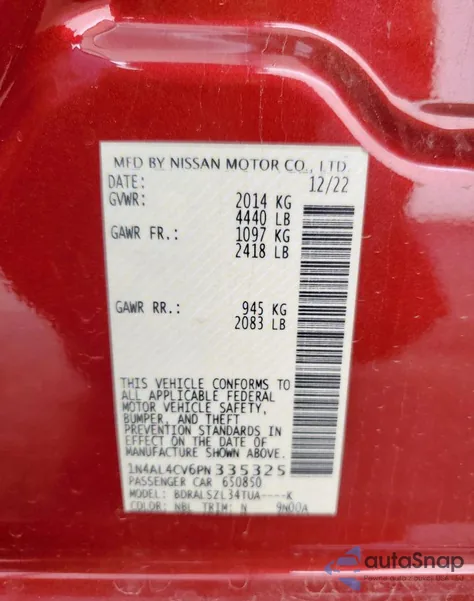 MFD BY NISSAN MOTOR CO., LTD.
DATE: 12/22
GVWR: 2014 KG
4440 LB
GAWR FR.: 1097 KG
2418 LB
GAWR RR.: 945 KG
2083 LB
THIS VEHICLE CONFORMS TO
ALL APPLICABLE FEDERAL
MOTOR VEHICLE SAFETY,
BUMPER, AND THEFT
PREVENTION STANDARDS IN
EFFECT ON THE DATE OF
MANUFACTURE SHOWN ABOVE.
1N4AL4CV6PN335325
PASSENGER CAR 650850
MODEL: BDRALSZL34TUA----K
COLOR: NBL TRIM: N 9N00A
autoSnap